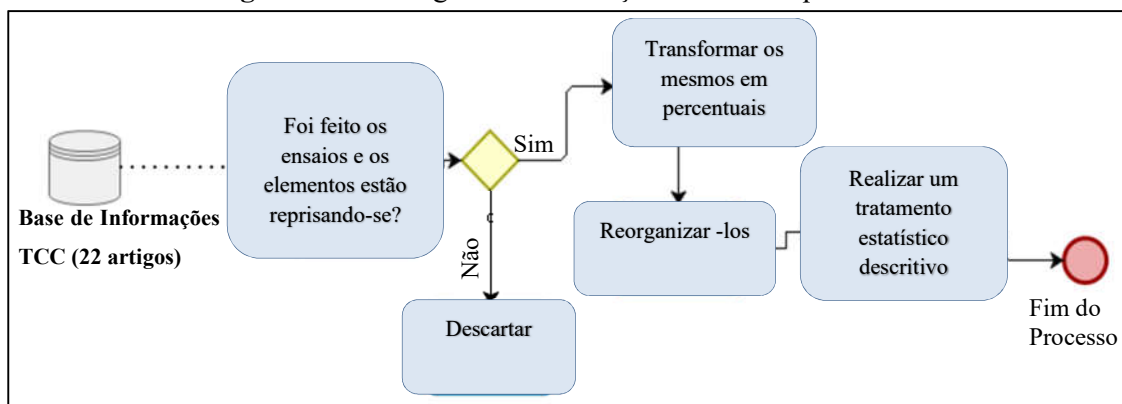 Base de Informações
TCC (22 artigos)
Foi feito os
ensaios e os
elementos estão
reprisando-se?
Sim
Não
c
Descartar
Transformar os
mesmos em
percentuais
Reorganizar -los
Realizar um
tratamento
estatístico
descritivo
Fim do
Processo